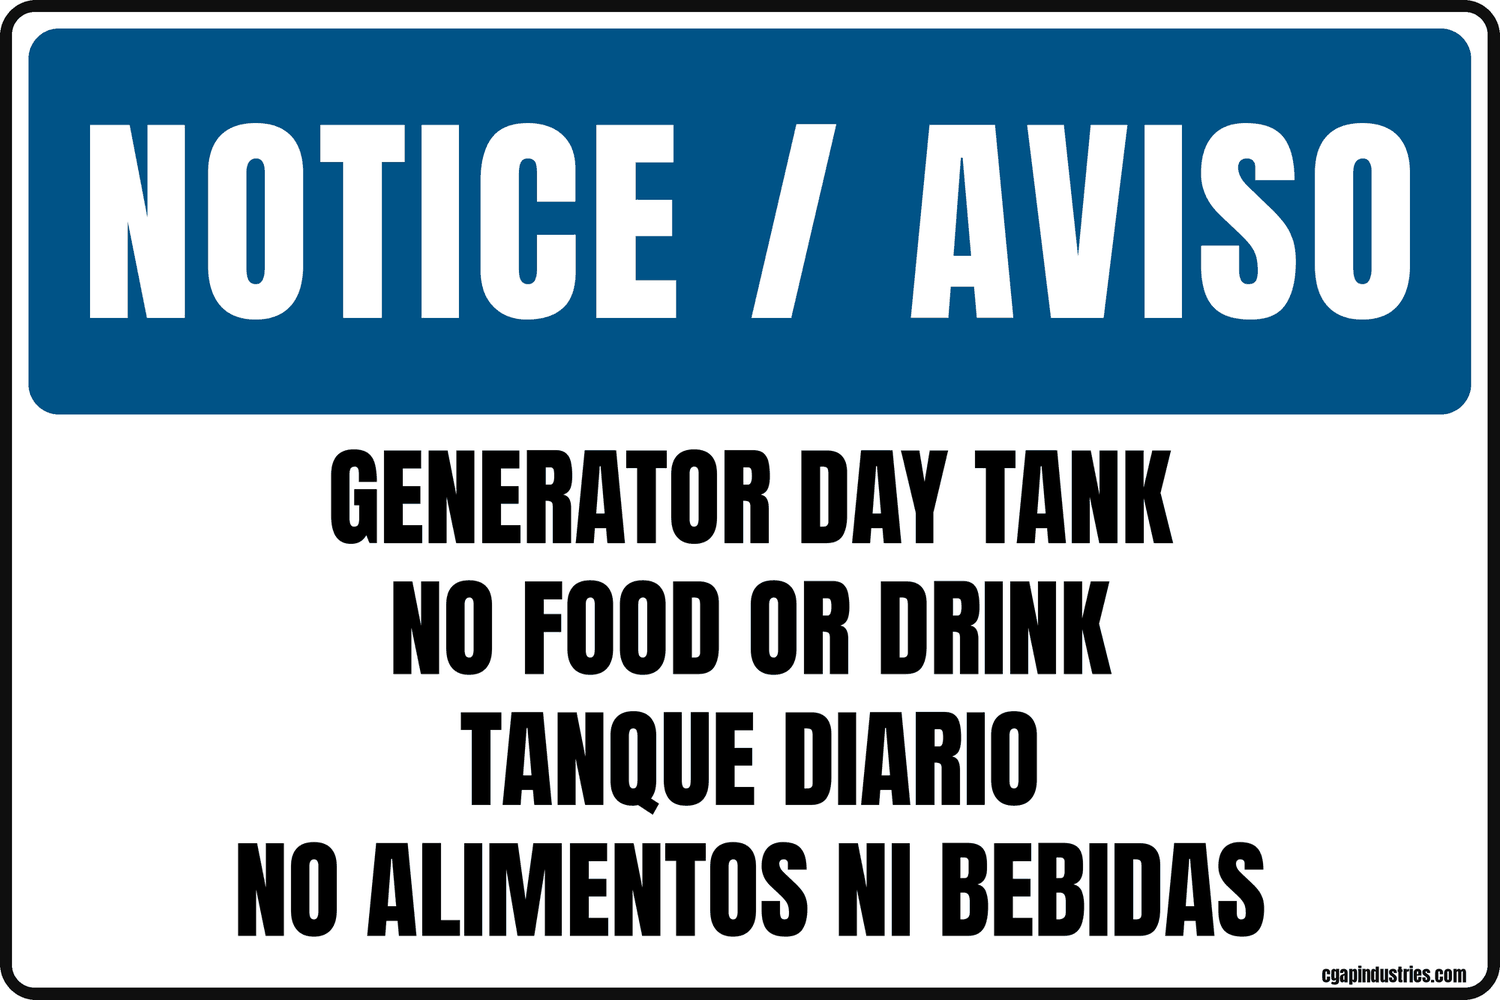 NOTICE / AVISO
GENERATOR DAY TANK
NO FOOD OR DRINK
TANQUE DIARIO
NO ALIMENTOS NI BEBIDAS
cgapindustries.com